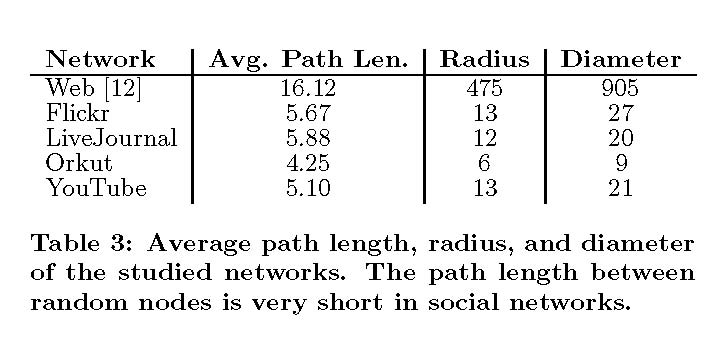 Network Avg. Path Len. Radius Diameter
Web [12] 16.12 475 905
Flickr 5.67 13 27
LiveJournal 5.88 12 20
Orkut 4.25 6 9
YouTube 5.10 13 21
Table 3: Average path length, radius, and diameter
of the studied networks. The path length between
random nodes is very short in social networks.